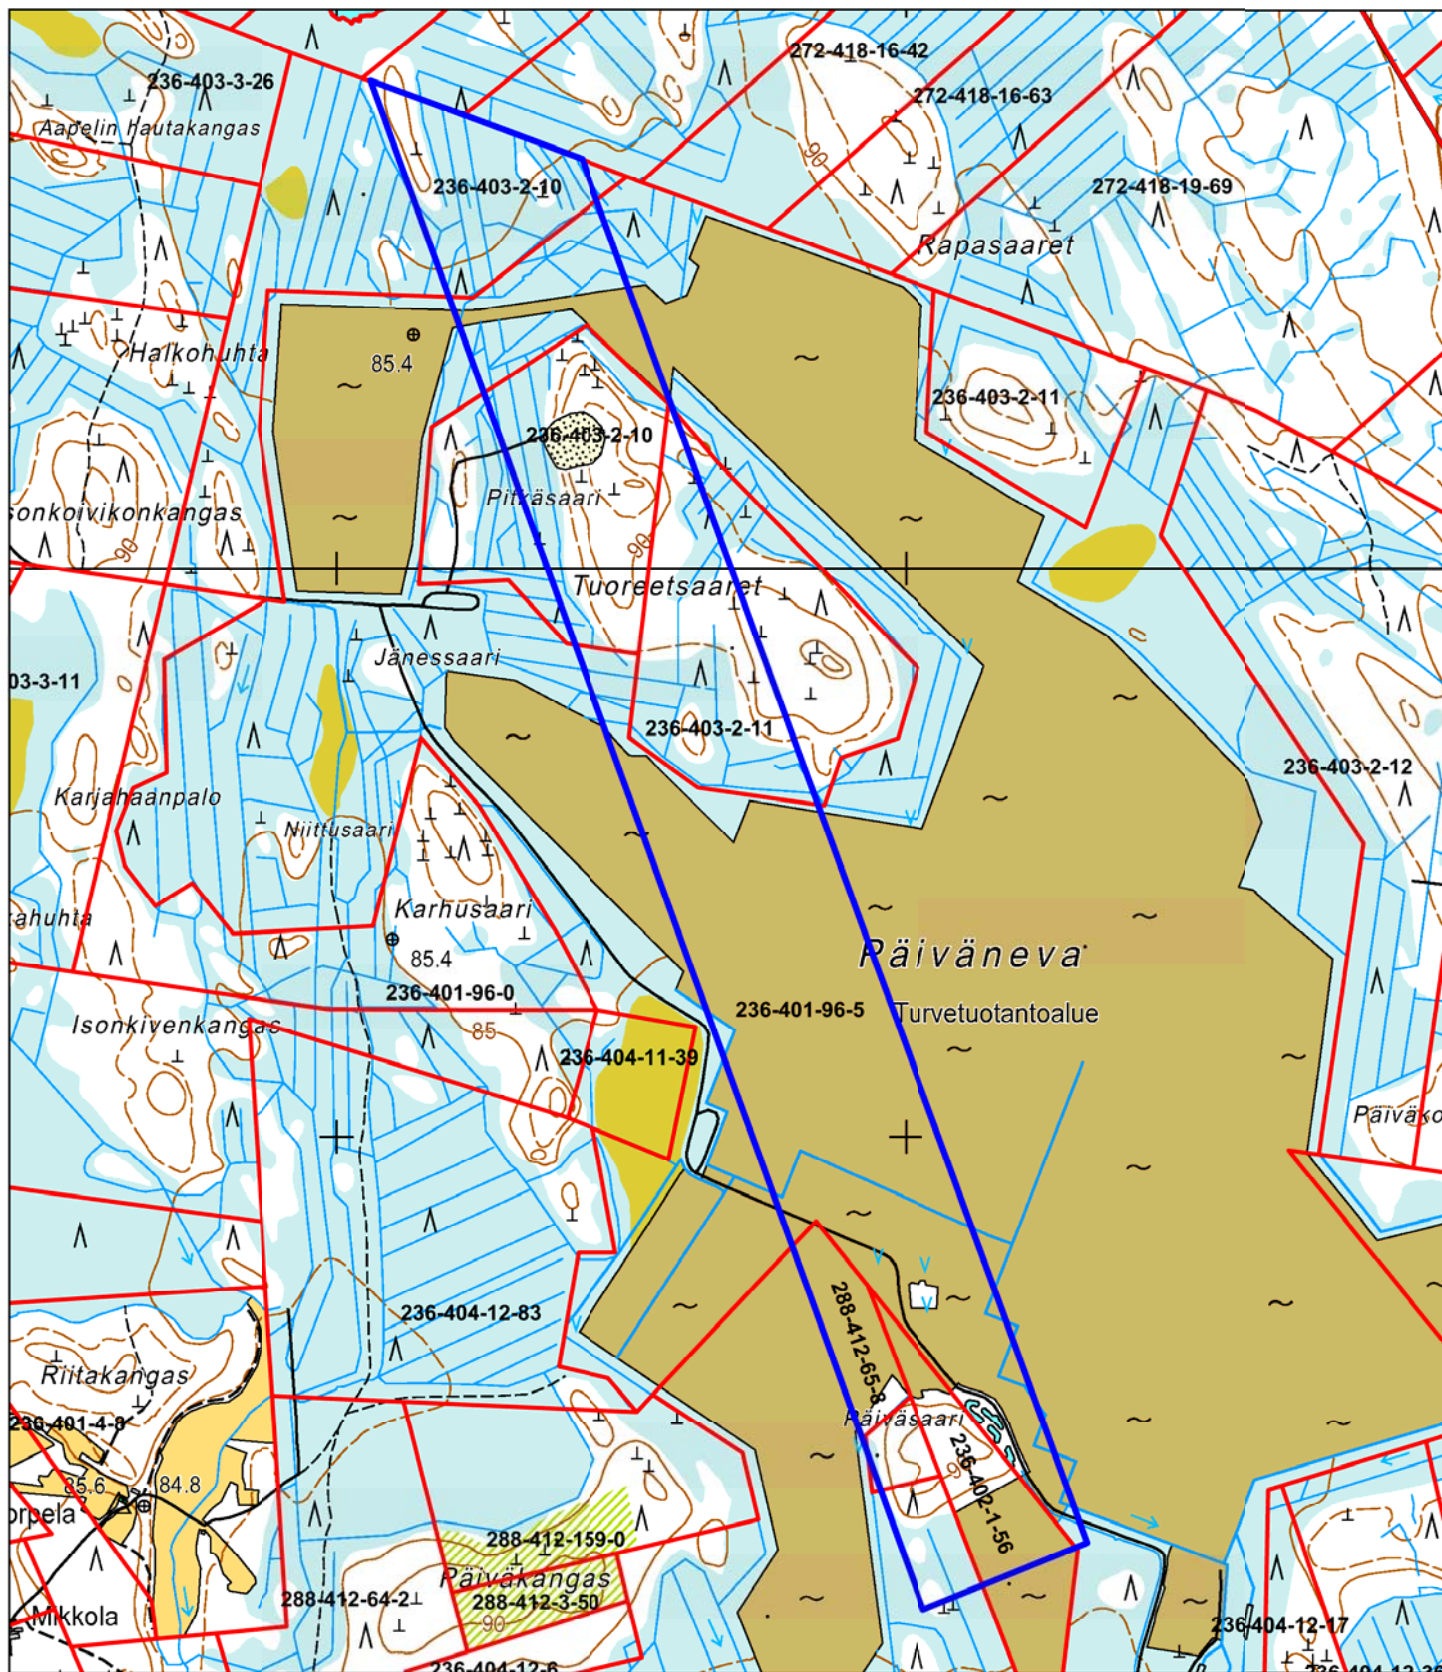 272-418-16-42
236-403-3-26
272-418-16-63
Aapelin hautakangas
90
236-403-2-10
272-418-19-69
Rapasaaret
Halkohuhta
85.4
236-403-2-11
236-403-2-10
Pitkäsaari
sonkoivikonkangas
90
90
Tuoreetsaaret
Jänessaari
03-3-11
236-403-2-11
236-403-2-12
Karjahaanpalo
Niittusaari
Karhusaari
ahuhta
Päiväneva
85.4
236-401-96-0
236-401-96-5
Turvetuotantoalue
Isonkivenkangas
85
236-404-11-39
Päiväko
236-404-12-83
288-412-65-8
Riitakangas
236-401-4-8
Päiväsaari
236-402-1-56
85.6
84.8
orpela
288-412-159-0
Päiväkangas
288-412-64-2
288-412-3-50
Mikkola
90
236-404-12-17
236-404-12-6